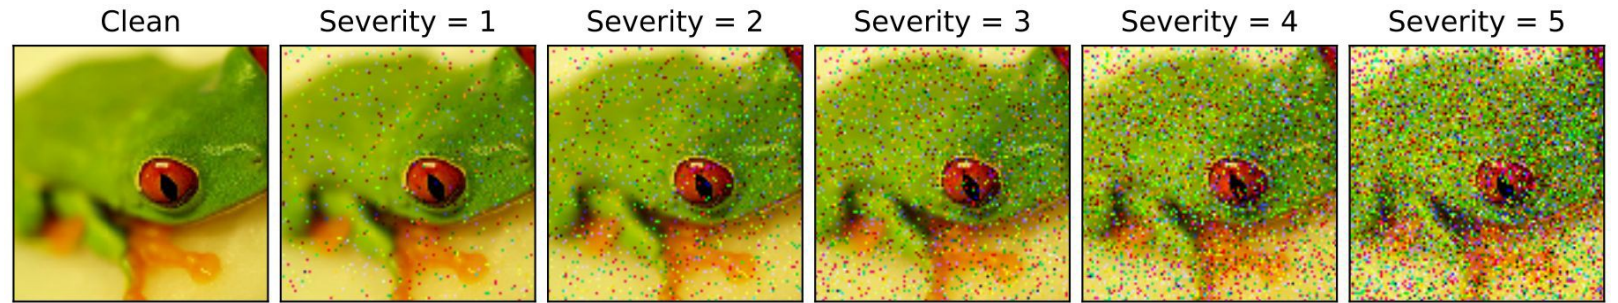 Clean Severity = 1 Severity = 2 Severity = 3 Severity = 4 Severity = 5